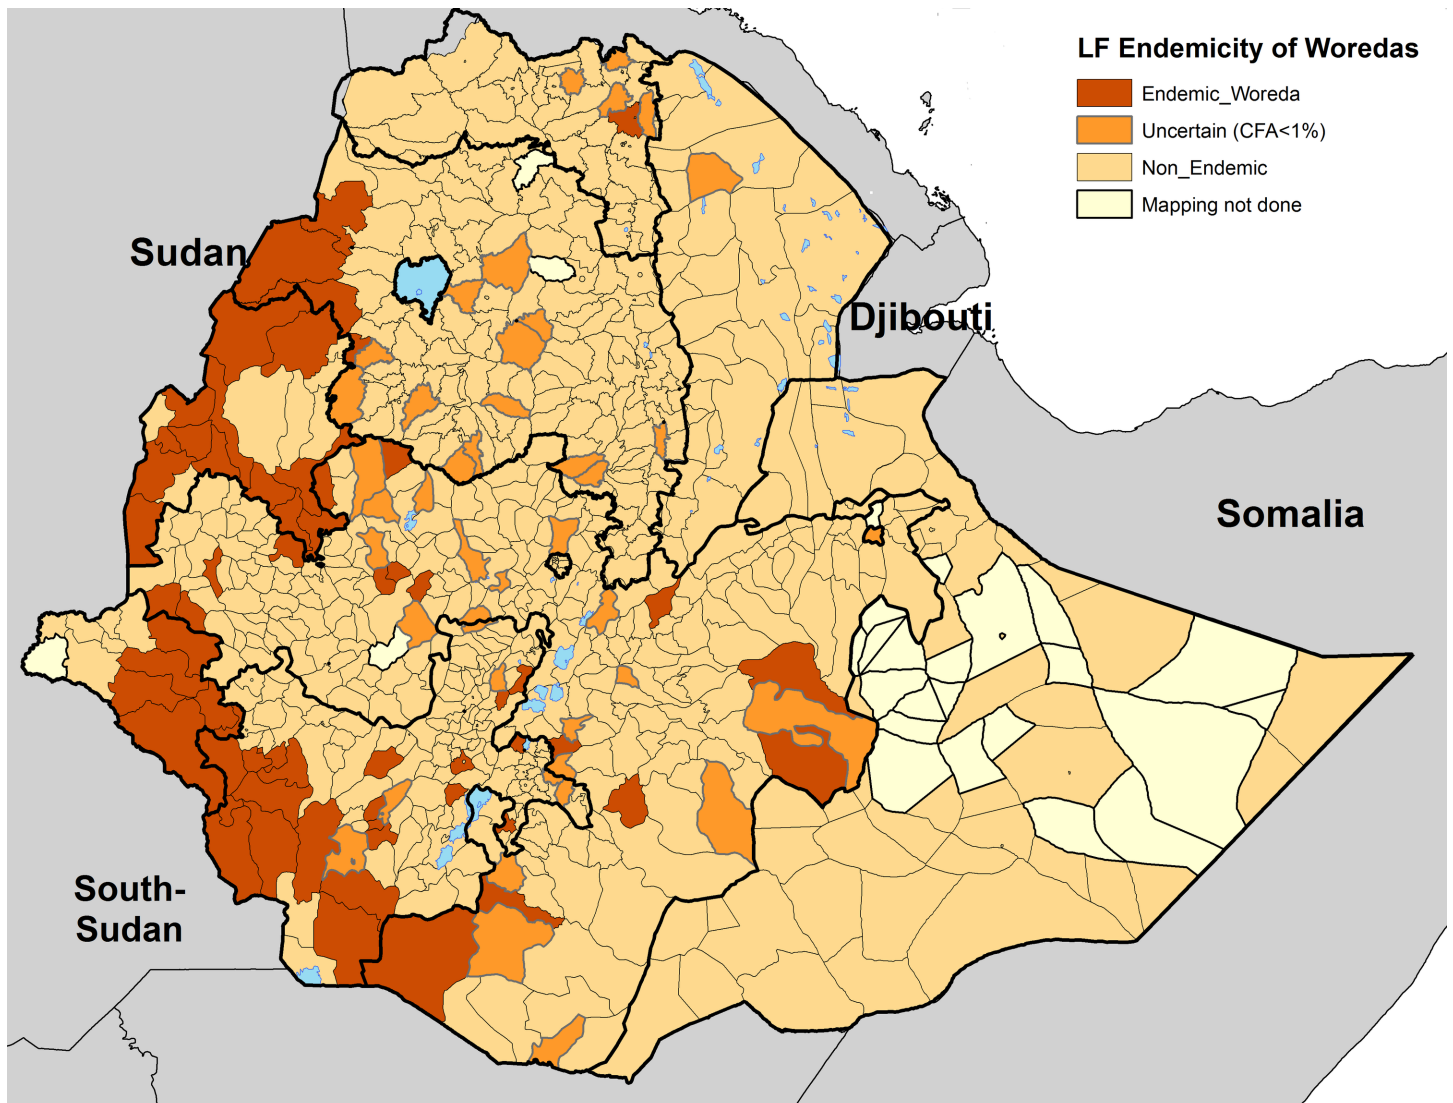 LF Endemicity of Woredas
Endemic_Woreda
Uncertain (CFA<1%)
Non_Endemic
Mapping not done
Sudan
Djibouti
Somalia
South-
Sudan